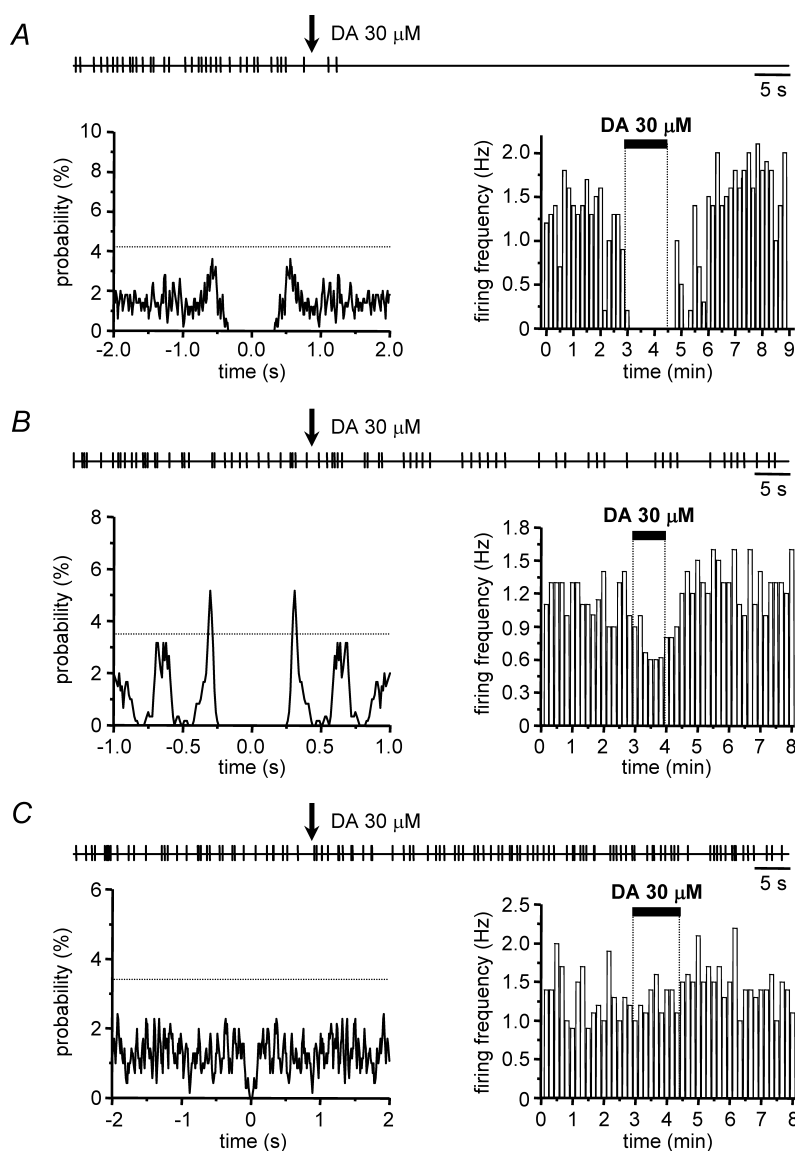 A
DA 30 µM
5 s
10
8
6
4
2
0
probability (%)
-2.0 -1.0 0.0 1.0 2.0
time (s)
DA 30 µM
2.0
1.5
1.0
0.5
0
firing frequency (Hz)
0 1 2 3 4 5 6 7 8 9
time (min)
B
DA 30 µM
5 s
8
6
4
2
0
probability (%)
-1.0 -0.5 0.0 0.5 1.0
time (s)
DA 30 µM
1.8
1.5
1.2
0.9
0.6
0.3
0
firing frequency (Hz)
0 1 2 3 4 5 6 7 8
time (min)
C
DA 30 µM
5 s
6
4
2
0
probability (%)
-2 -1 0 1 2
time (s)
DA 30 µM
2.5
2.0
1.5
1.0
0.5
0
firing frequency (Hz)
0 1 2 3 4 5 6 7 8
time (min)